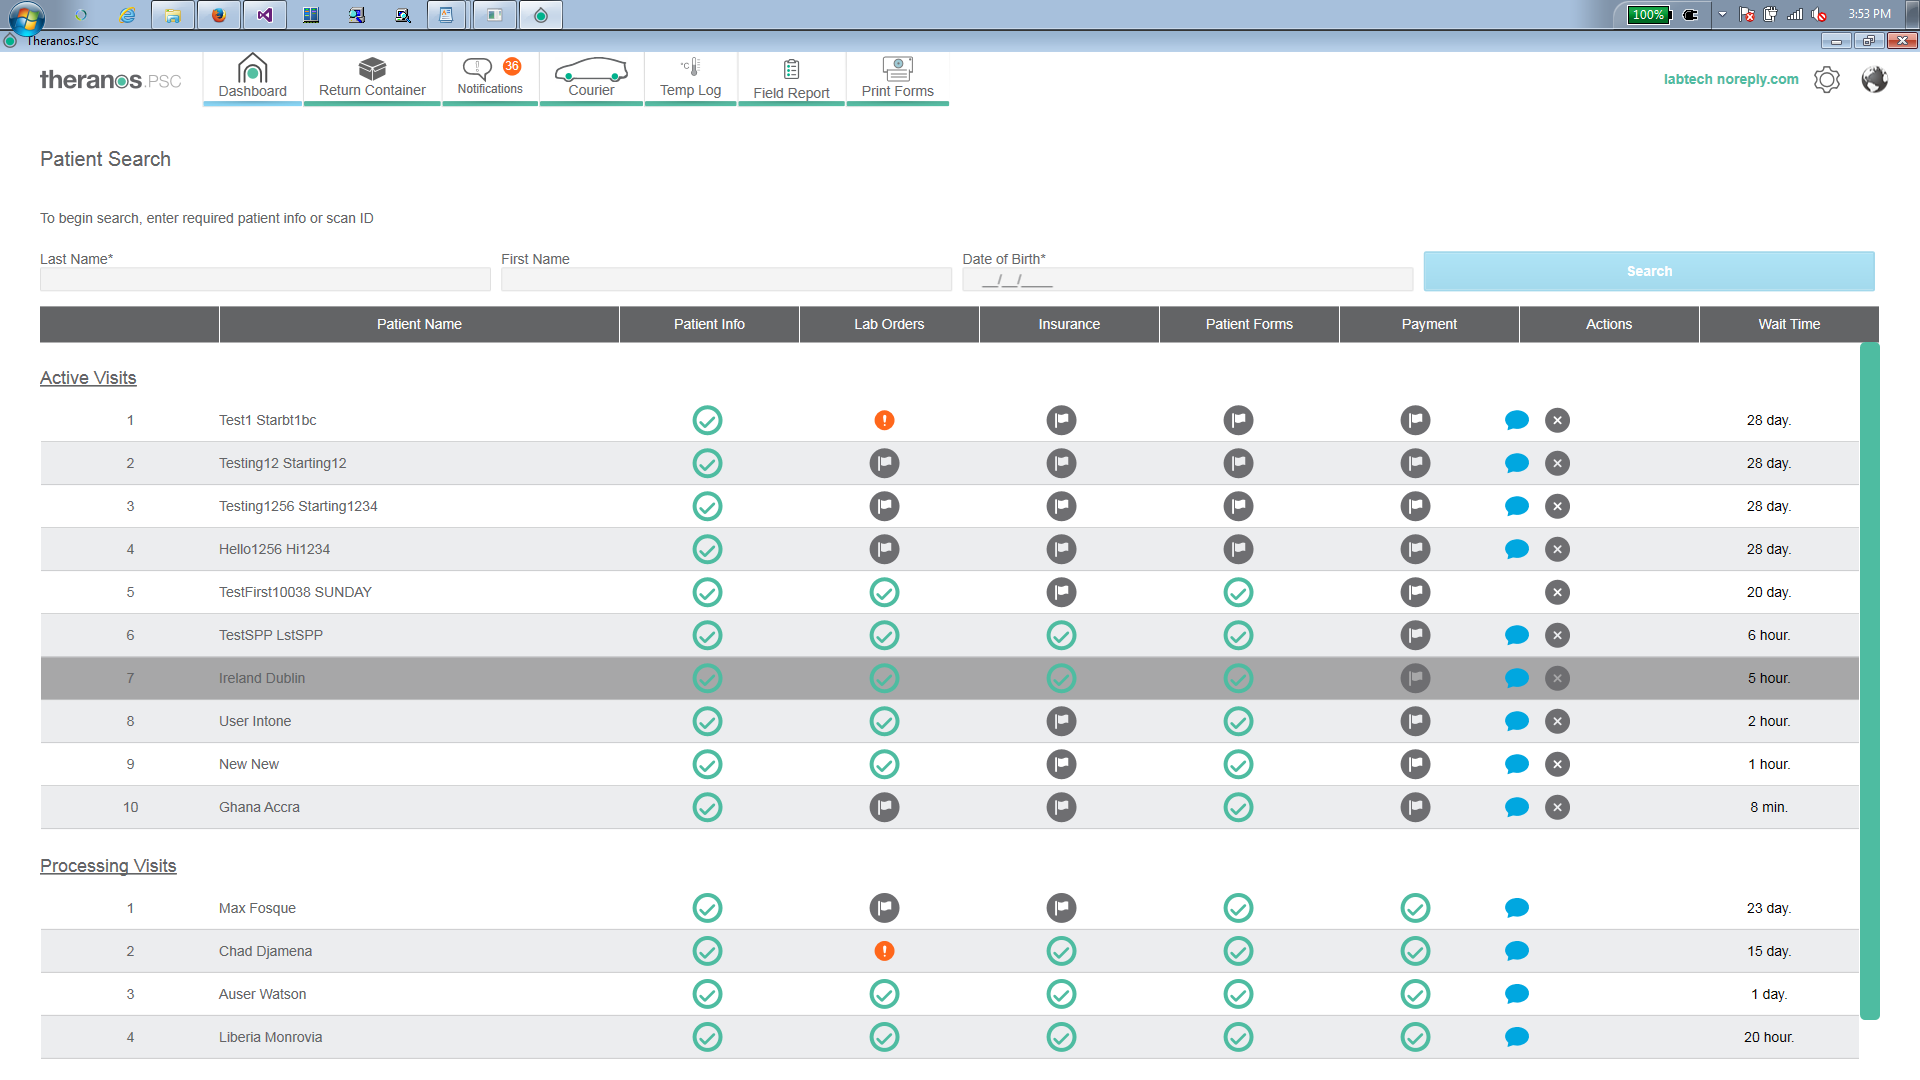 100%
3:53 PM
Theranos.PSC
theranos.PSC
Dashboard
Return Container
36
Notifications
Courier
°C
Temp Log
Field Report
Print Forms
labtech noreply.com
Patient Search
To begin search, enter required patient info or scan ID
Last Name* First Name Date of Birth*
__/__/____
Search
Patient Name Patient Info Lab Orders Insurance Patient Forms Payment Actions Wait Time
Active Visits
1 Test1 Starbt1bc 28 day.
2 Testing12 Starting12 28 day.
3 Testing1256 Starting1234 28 day.
4 Hello1256 Hi1234 28 day.
5 TestFirst10038 SUNDAY 20 day.
6 TestSPP LstSPP 6 hour.
7 Ireland Dublin 5 hour.
8 User Intone 2 hour.
9 New New 1 hour.
10 Ghana Accra 8 min.
Processing Visits
1 Max Fosque 23 day.
2 Chad Djamena 15 day.
3 Auser Watson 1 day.
4 Liberia Monrovia 20 hour.